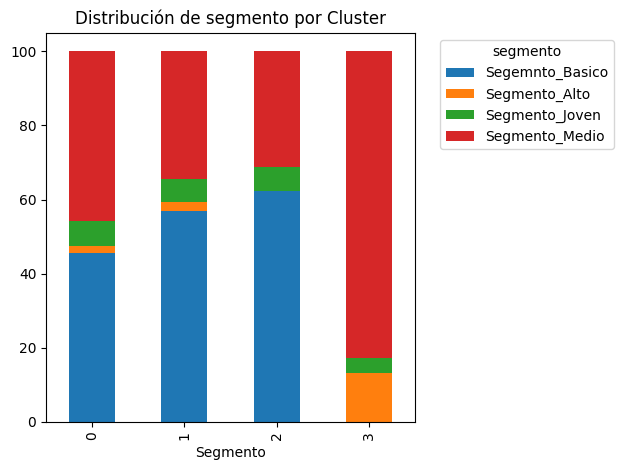 Distribución de segmento por Cluster
100
80
60
40
20
0
0
1
2
3
Segmento
segmento
Segemnto_Basico
Segmento_Alto
Segmento_Joven
Segmento_Medio